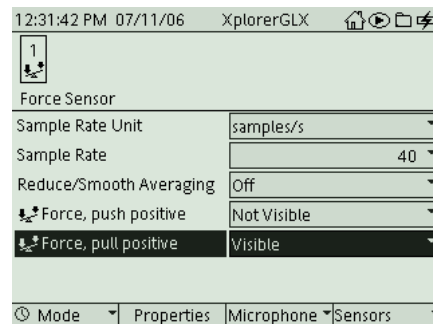 12:31:42 PM 07/11/06 XplorerGLX
1
Force Sensor
Sample Rate Unit samples/s
Sample Rate 40
Reduce/Smooth Averaging Off
Force, push positive Not Visible
Force, pull positive Visible
Mode Properties Microphone Sensors